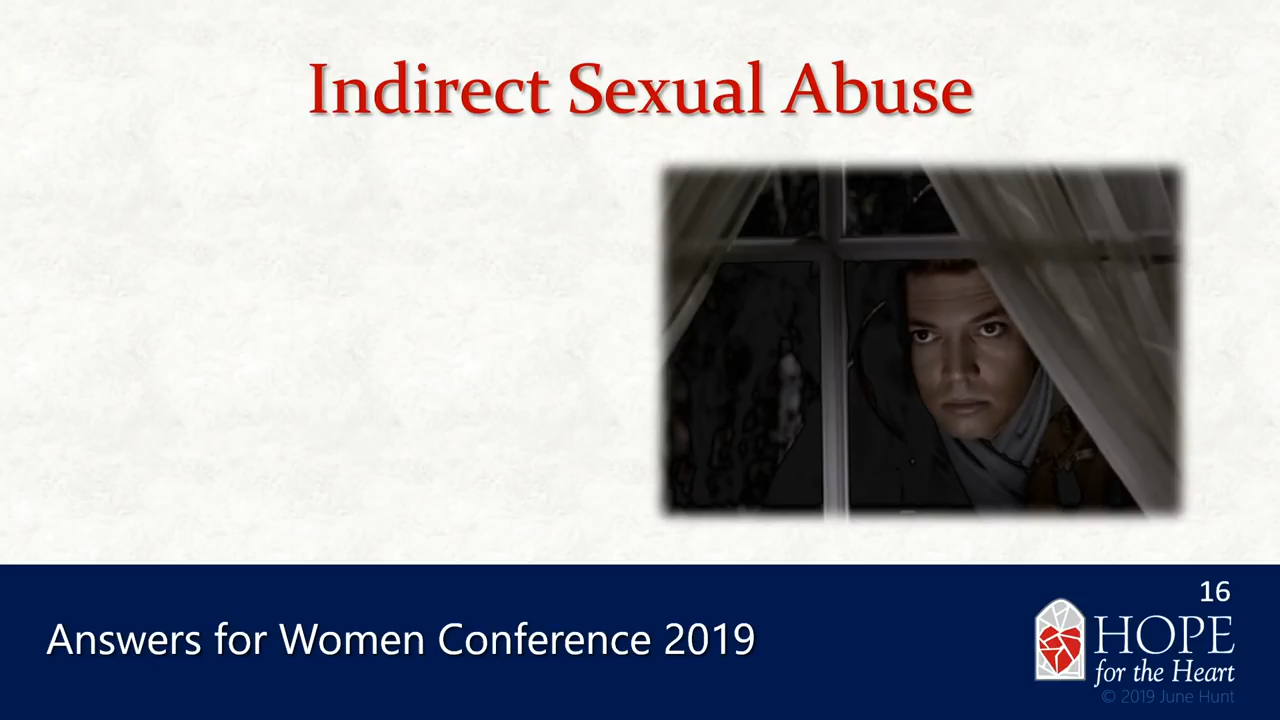 Indirect Sexual Abuse
16
Answers for Women Conference 2019
HOPE
for the Heart
© 2019 June Hunt